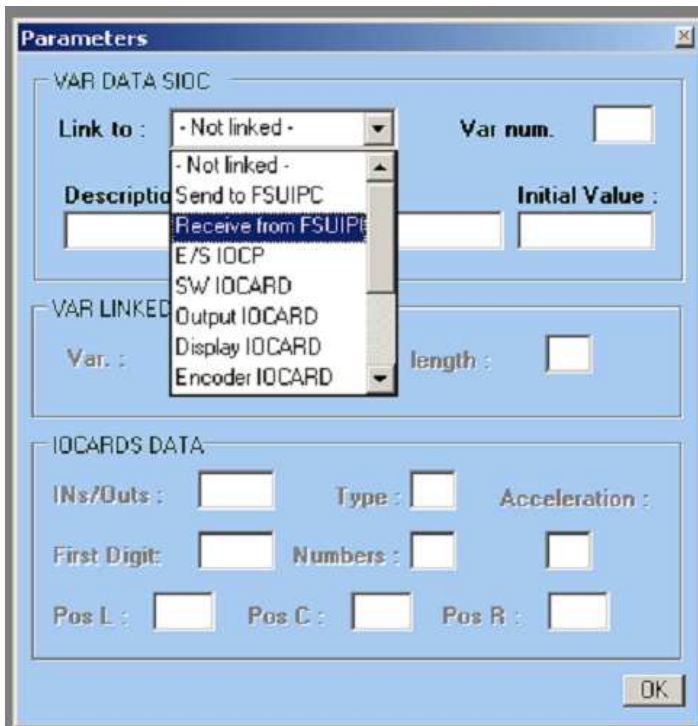 Parameters
VAR DATA SIOC
Link to : - Not linked - Var num.
- Not linked -
Send to FSUIPC
Descriptio Initial Value :
Receive from FSUIP
E/S IOCP
SW IOCARD
VAR LINKED
Output IOCARD
Display IOCARD
Var. : length :
Encoder IOCARD
IOCARDS DATA
INs/Outs : Type : Acceleration :
First Digit: Numbers :
Pos L : Pos C : Pos R :
OK